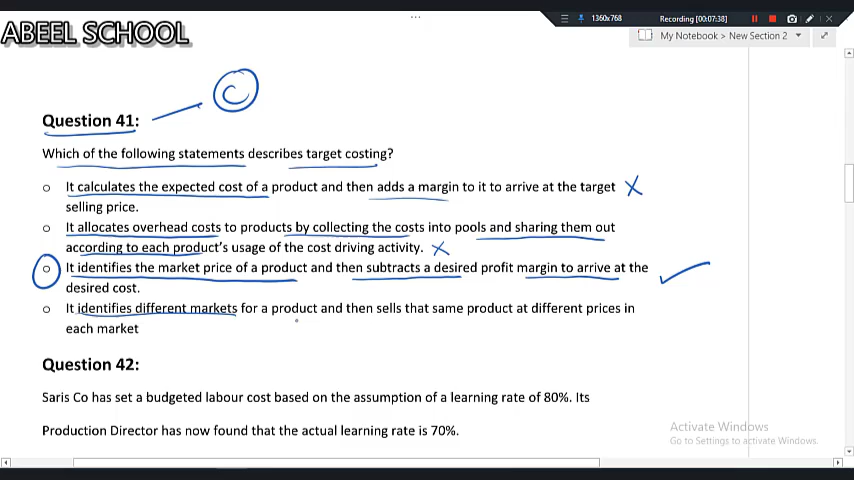 1360x768
Recording [00:07:38]
ABEEL SCHOOL
My Notebook > New Section 2
C
Question 41:
Which of the following statements describes target costing?
o It calculates the expected cost of a product and then adds a margin to it to arrive at the target
selling price.
o It allocates overhead costs to products by collecting the costs into pools and sharing them out
according to each product's usage of the cost driving activity.
o It identifies the market price of a product and then subtracts a desired profit margin to arrive at the
desired cost.
o It identifies different markets for a product and then sells that same product at different prices in
each market
Question 42:
Saris Co has set a budgeted labour cost based on the assumption of a learning rate of 80%. Its
Production Director has now found that the actual learning rate is 70%.
Activate Windows
Go to Settings to activate Windows.